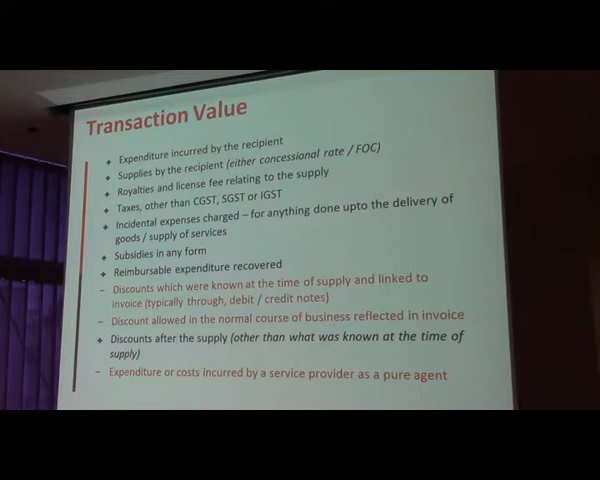 Transaction Value
+ Expenditure incurred by the recipient
+ Supplies by the recipient (either concessional rate / FOC)
+ Royalties and license fee relating to the supply
+ Taxes, other than CGST, SGST or IGST
+ Incidental expenses charged – for anything done upto the delivery of
goods / supply of services
+ Subsidies in any form
+ Reimbursable expenditure recovered
– Discounts which were known at the time of supply and linked to
invoice (typically through, debit / credit notes)
– Discount allowed in the normal course of business reflected in invoice
+ Discounts after the supply (other than what was known at the time of
supply)
– Expenditure or costs incurred by a service provider as a pure agent